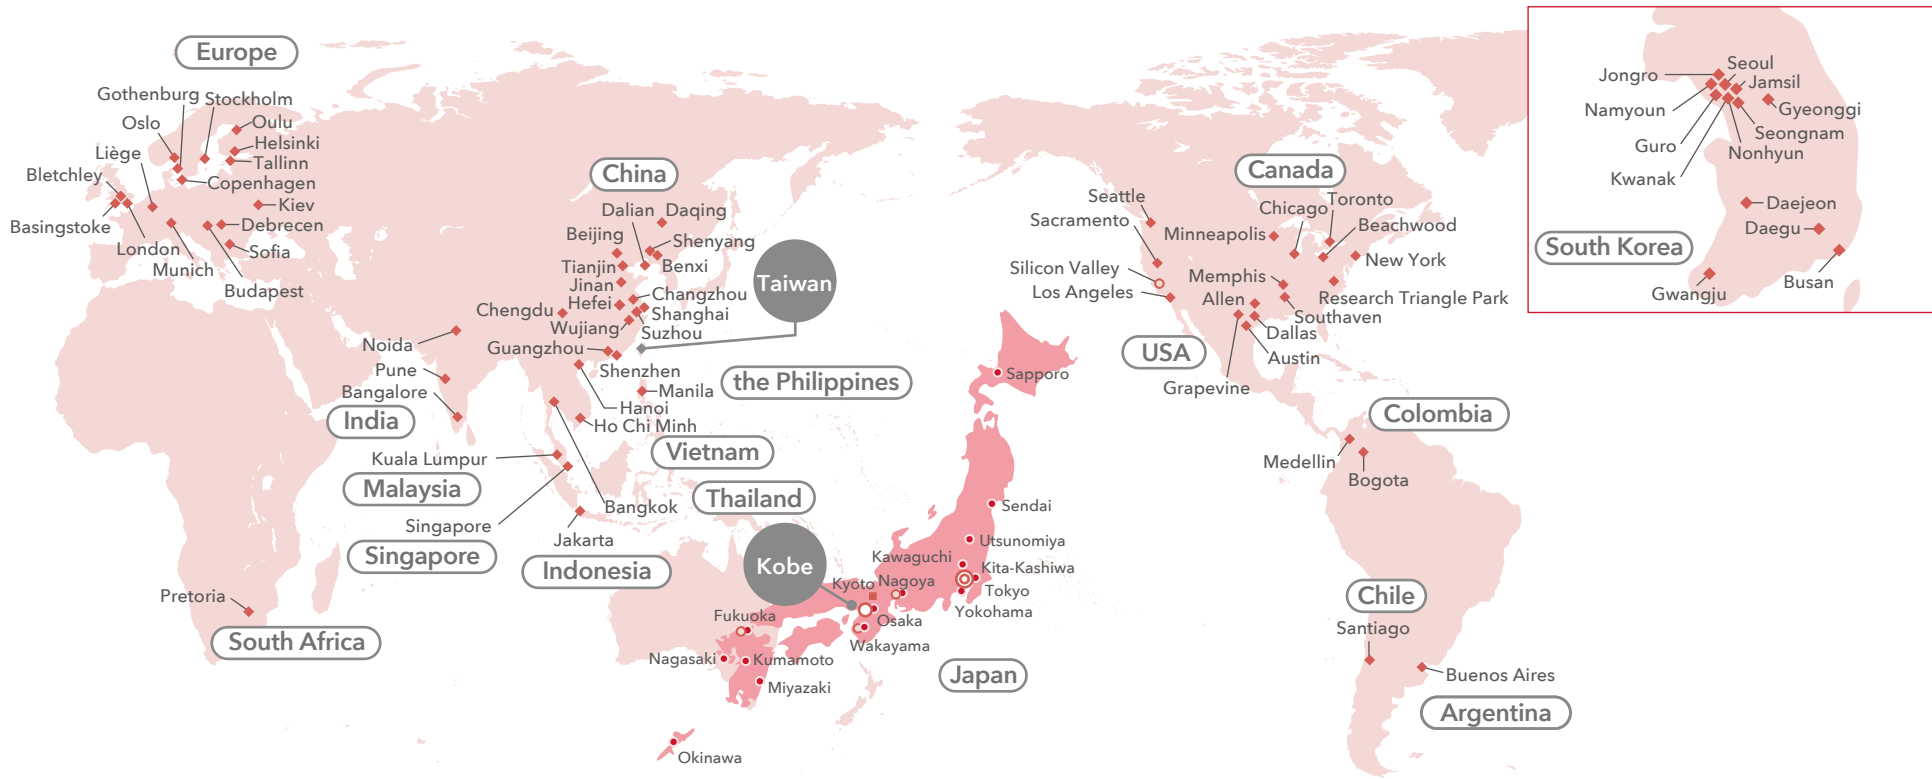 Europe
Gothenburg
Stockholm
Oslo
Oulu
Helsinki
Liège
Tallinn
Bletchley
Copenhagen
Kiev
Basingstoke
Debrecen
London
Sofia
Munich
Budapest
China
Dalian
Daqing
Beijing
Shenyang
Tianjin
Benxi
Jinan
Changzhou
Hefei
Chengdu
Shanghai
Wujiang
Suzhou
Guangzhou
Shenzhen
Taiwan
Noida
Pune
Bangalore
India
the Philippines
Manila
Hanoi
Ho Chi Minh
Vietnam
Kuala Lumpur
Malaysia
Thailand
Bangkok
Singapore
Singapore
Jakarta
Indonesia
Pretoria
South Africa
Kobe
Sapporo
Sendai
Utsunomiya
Kawaguchi
Kita-Kashiwa
Kyoto
Nagoya
Tokyo
Yokohama
Fukuoka
Osaka
Wakayama
Nagasaki
Kumamoto
Miyazaki
Japan
Okinawa
Canada
Seattle
Chicago
Toronto
Sacramento
Minneapolis
Beachwood
Silicon Valley
New York
Los Angeles
Memphis
Allen
Research Triangle Park
Southaven
Dallas
USA
Austin
Grapevine
Colombia
Medellin
Bogota
Chile
Santiago
Buenos Aires
Argentina
Seoul
Jongro
Jamsil
Namyoun
Gyeonggi
Seongnam
Guro
Nonhyun
Kwanak
Daejeon
Daegu
South Korea
Busan
Gwangju